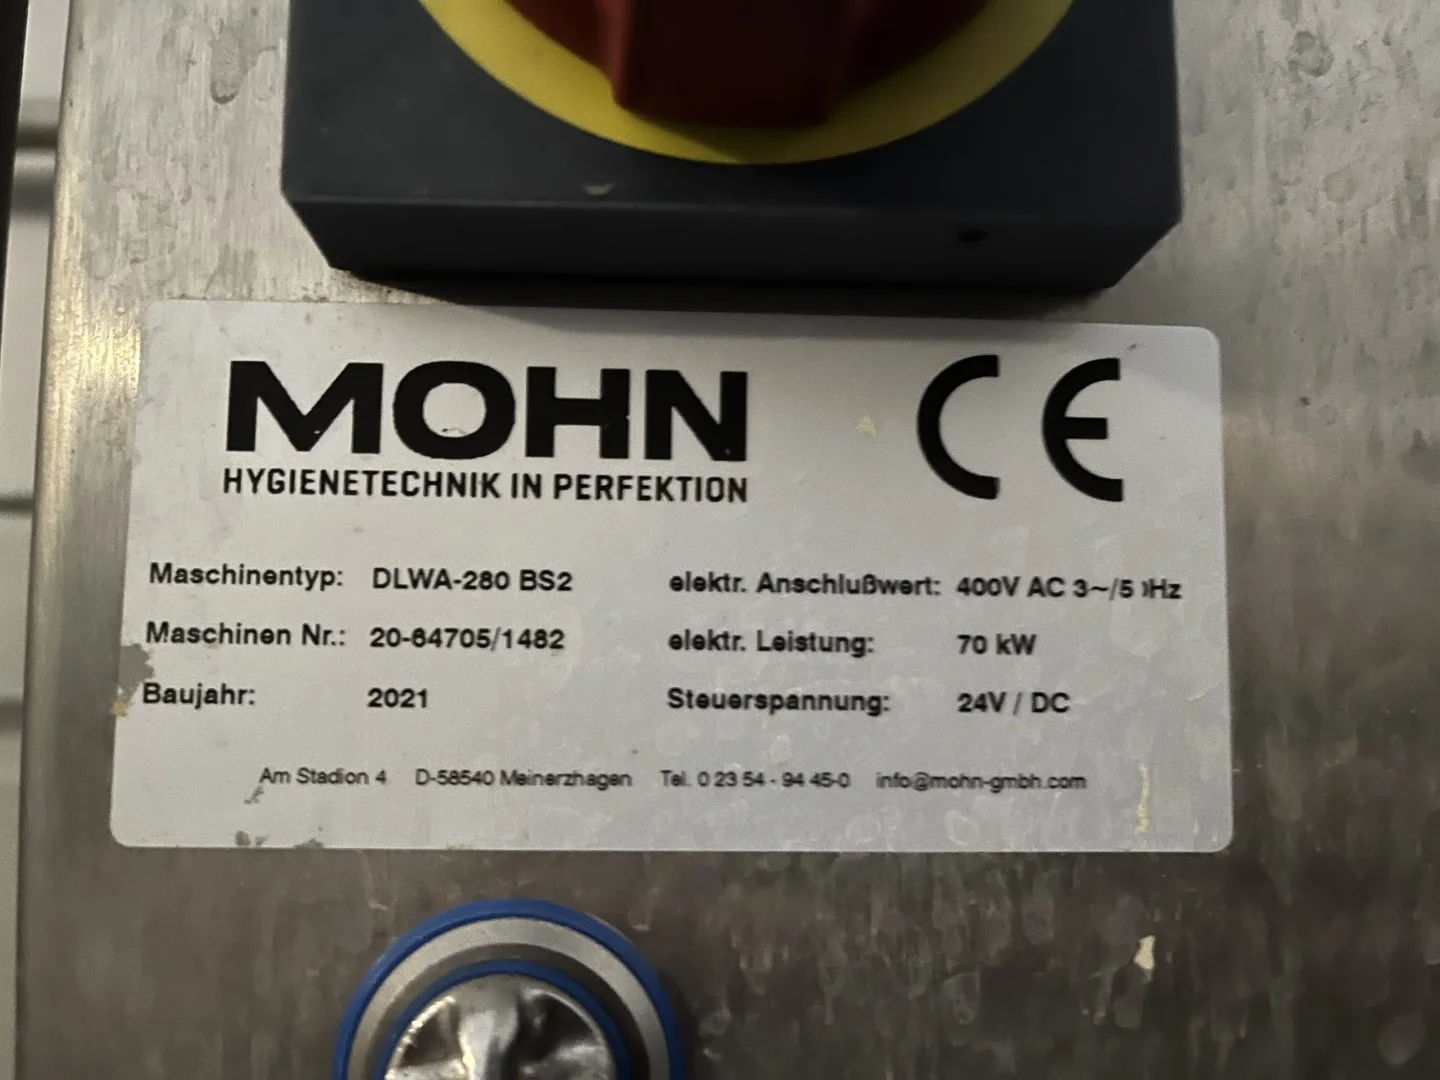 MOHN CE
HYGIENETECHNIK IN PERFEKTION
Maschinentyp: DLWA-280 BS2 elektr. Anschlußwert: 400V AC 3~/5 Hz
Maschinen Nr.: 20-64705/1482 elektr. Leistung: 70 kW
Baujahr: 2021 Steuerspannung: 24V / DC
Am Stadion 4 D-58540 Meinerzhagen Tel. 0 23 54 - 94 45-0 info@mohn-gmbh.com